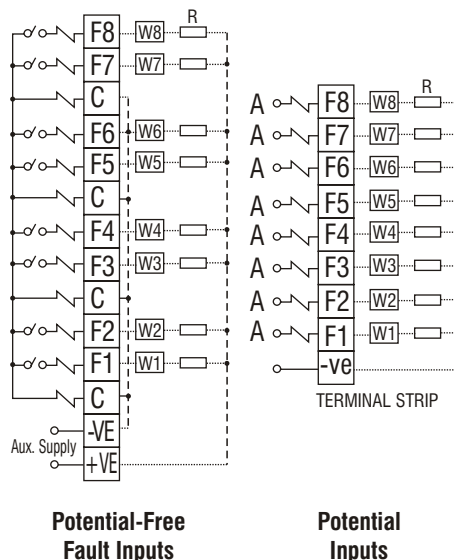 F8 W8 R
F7 W7
C
F6 W6
F5 W5
C
F4 W4
F3 W3
C
F2 W2
F1 W1
C
-VE
Aux. Supply
+VE
Potential-Free
Fault Inputs
A F8 W8 R
A F7 W7
A F6 W6
A F5 W5
A F4 W4
A F3 W3
A F2 W2
A F1 W1
-ve
TERMINAL STRIP
Potential
Inputs